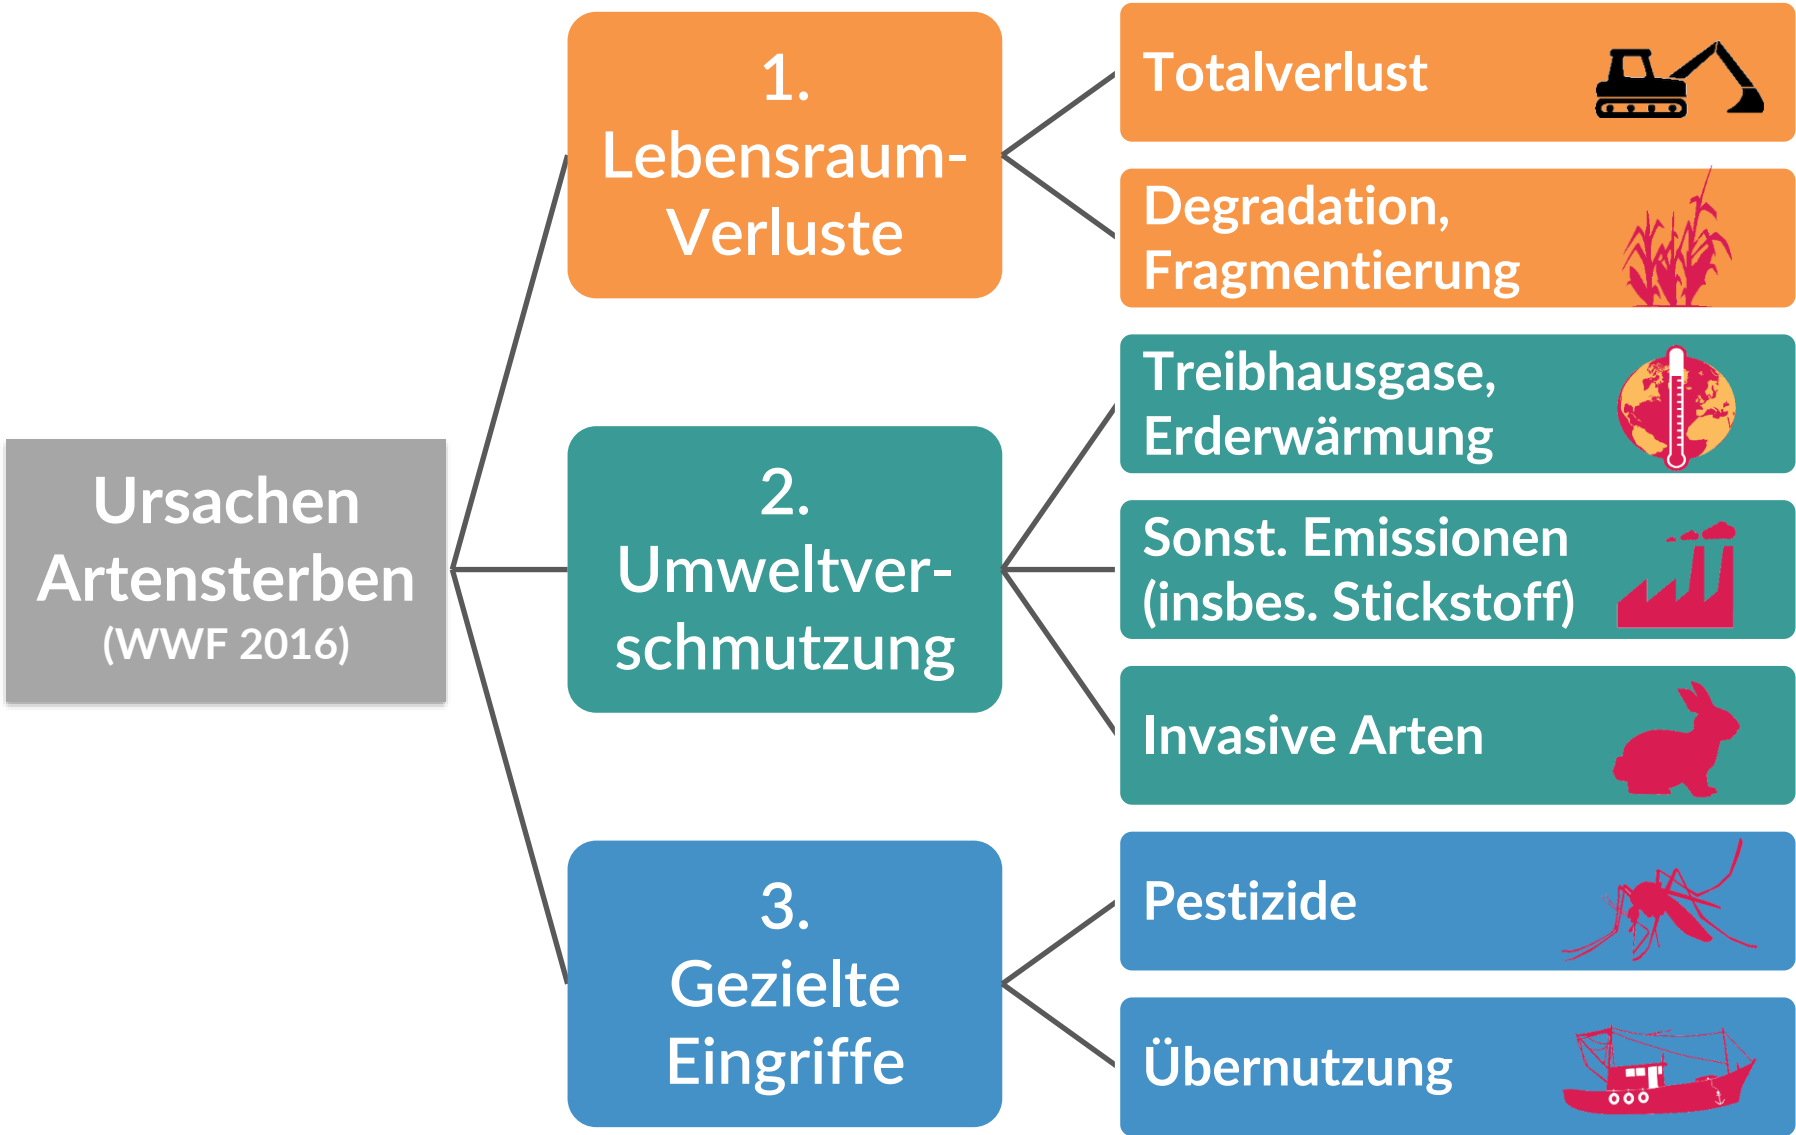 Ursachen
Artensterben
(WWF 2016)
1.
Lebensraum-
Verluste
Totalverlust
Degradation,
Fragmentierung
2.
Umweltver-
schmutzung
Treibhausgase,
Erderwärmung
Sonst. Emissionen
(insbes. Stickstoff)
Invasive Arten
3.
Gezielte
Eingriffe
Pestizide
Übernutzung